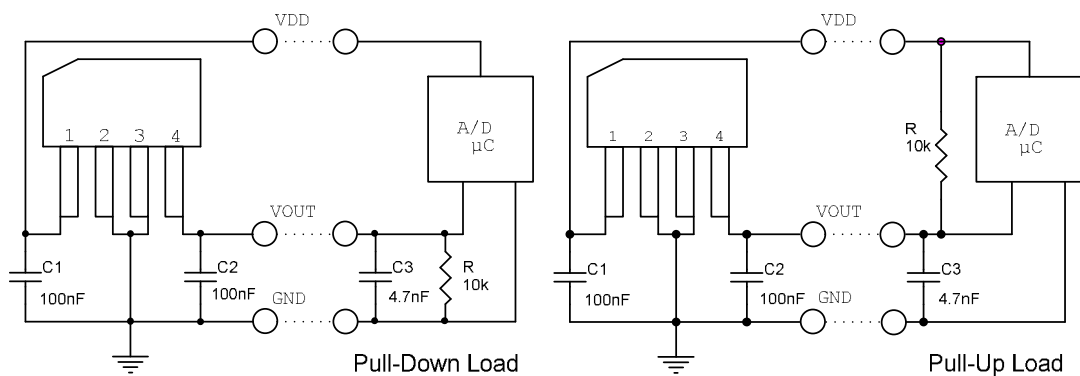 VDD
1 2 3 4
A/D
µC
VOUT
C1
100nF
C2
100nF
C3
4.7nF
R
10k
GND
Pull-Down Load
VDD
1 2 3 4
R
10k
A/D
µC
VOUT
C1
100nF
C2
100nF
C3
4.7nF
GND
Pull-Up Load